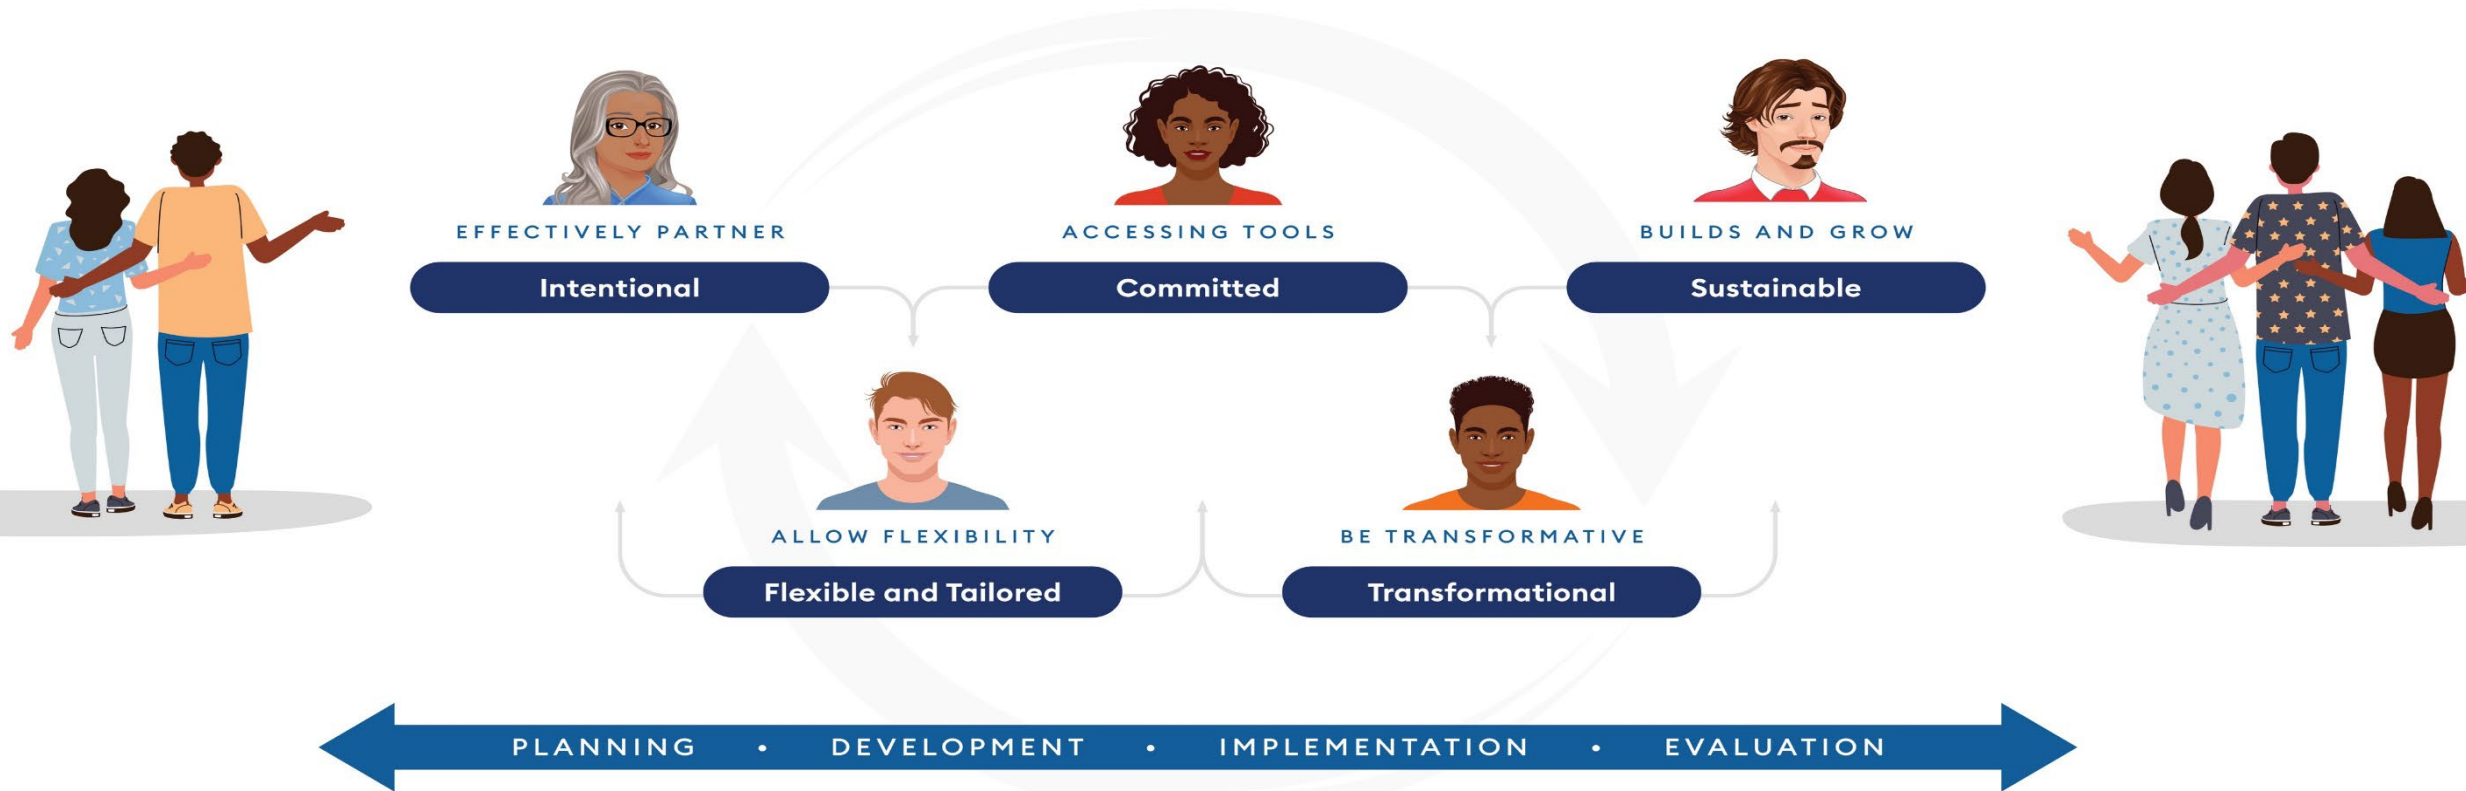 EFFECTIVELY PARTNER
Intentional
ACCESSING TOOLS
Committed
BUILDS AND GROW
Sustainable
ALLOW FLEXIBILITY
Flexible and Tailored
BE TRANSFORMATIVE
Transformational
PLANNING • DEVELOPMENT • IMPLEMENTATION • EVALUATION